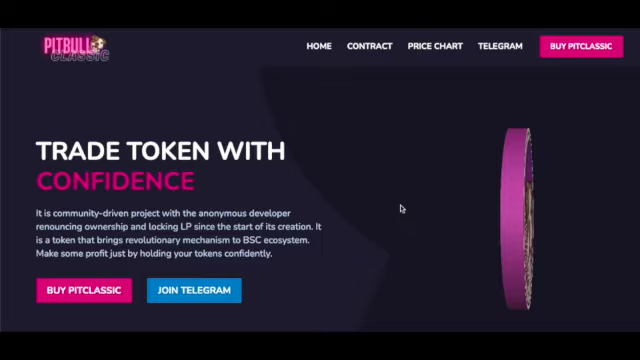 PITBULL
CLASSIC
HOME CONTRACT PRICE CHART TELEGRAM BUY PITCLASSIC
TRADE TOKEN WITH
CONFIDENCE
It is community-driven project with the anonymous developer
renouncing ownership and locking LP since the start of its creation. It
is a token that brings revolutionary mechanism to BSC ecosystem.
Make some profit just by holding your tokens confidently.
BUY PITCLASSIC JOIN TELEGRAM